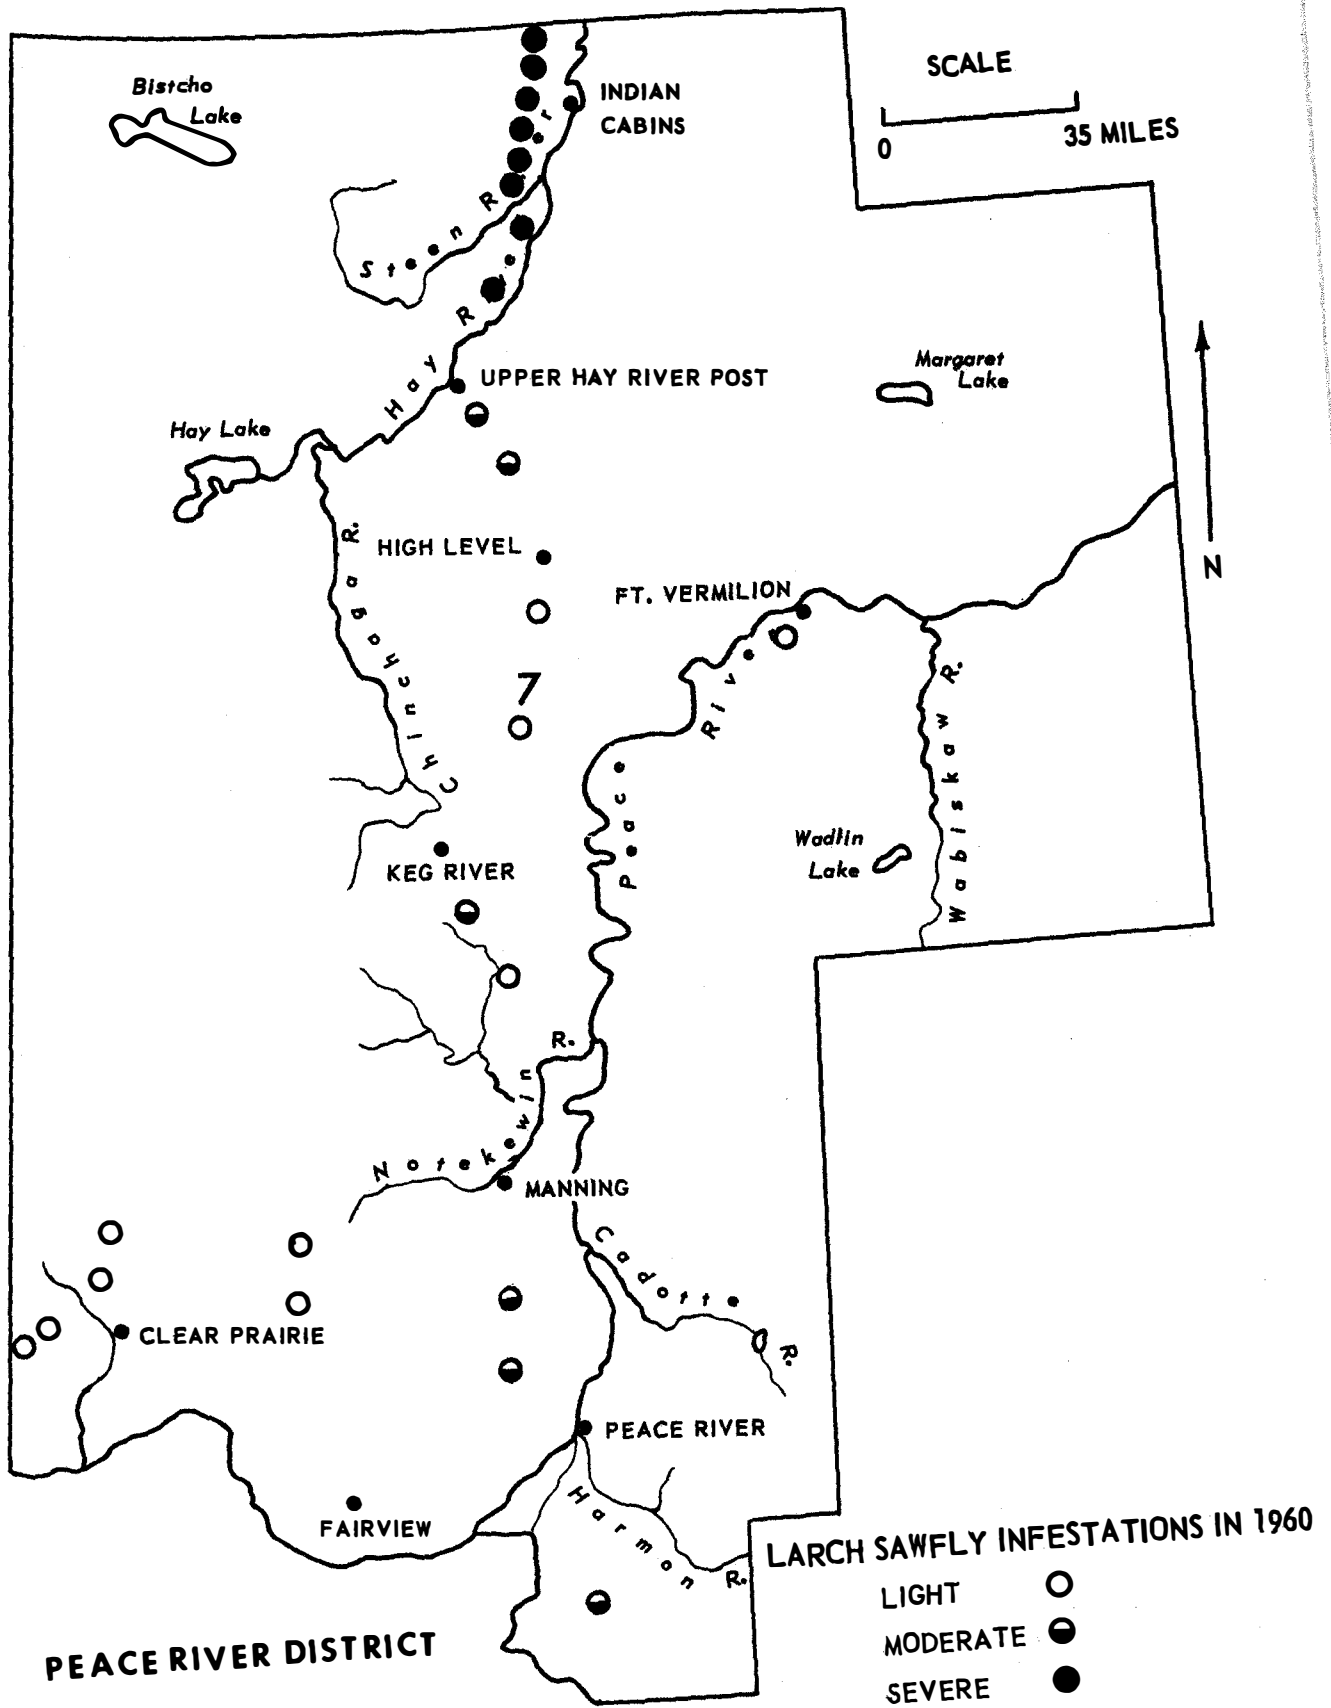 Bistcho
Lake
INDIAN
CABINS
SCALE
0
35 MILES
Steen River
Hay River
UPPER HAY RIVER POST
Margaret
Lake
Hay Lake
Chinchaga R.
HIGH LEVEL
N
FT. VERMILION
7
Peace River
Wabiskaw R.
Wadlin
Lake
KEG RIVER
Notekewin R.
MANNING
Cadotte R.
CLEAR PRAIRIE
PEACE RIVER
Harmon R.
FAIRVIEW
LARCH SAWFLY INFESTATIONS IN 1960
LIGHT
MODERATE
SEVERE
PEACE RIVER DISTRICT